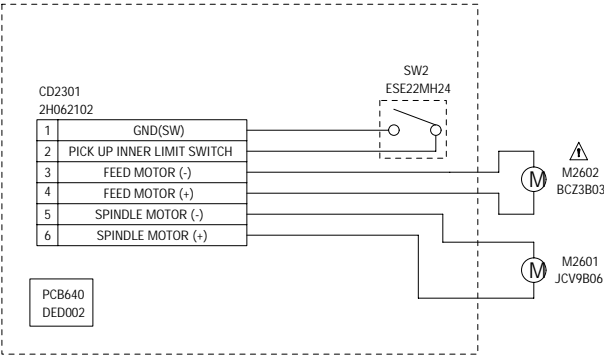 SW2
ESE22MH24
CD2301
2H062102
1 GND(SW)
2 PICK UP INNER LIMIT SWITCH
3 FEED MOTOR (-)
4 FEED MOTOR (+)
5 SPINDLE MOTOR (-)
6 SPINDLE MOTOR (+)
!
M
M2602
BCZ3B03
M
M2601
JCV9B06
PCB640
DED002